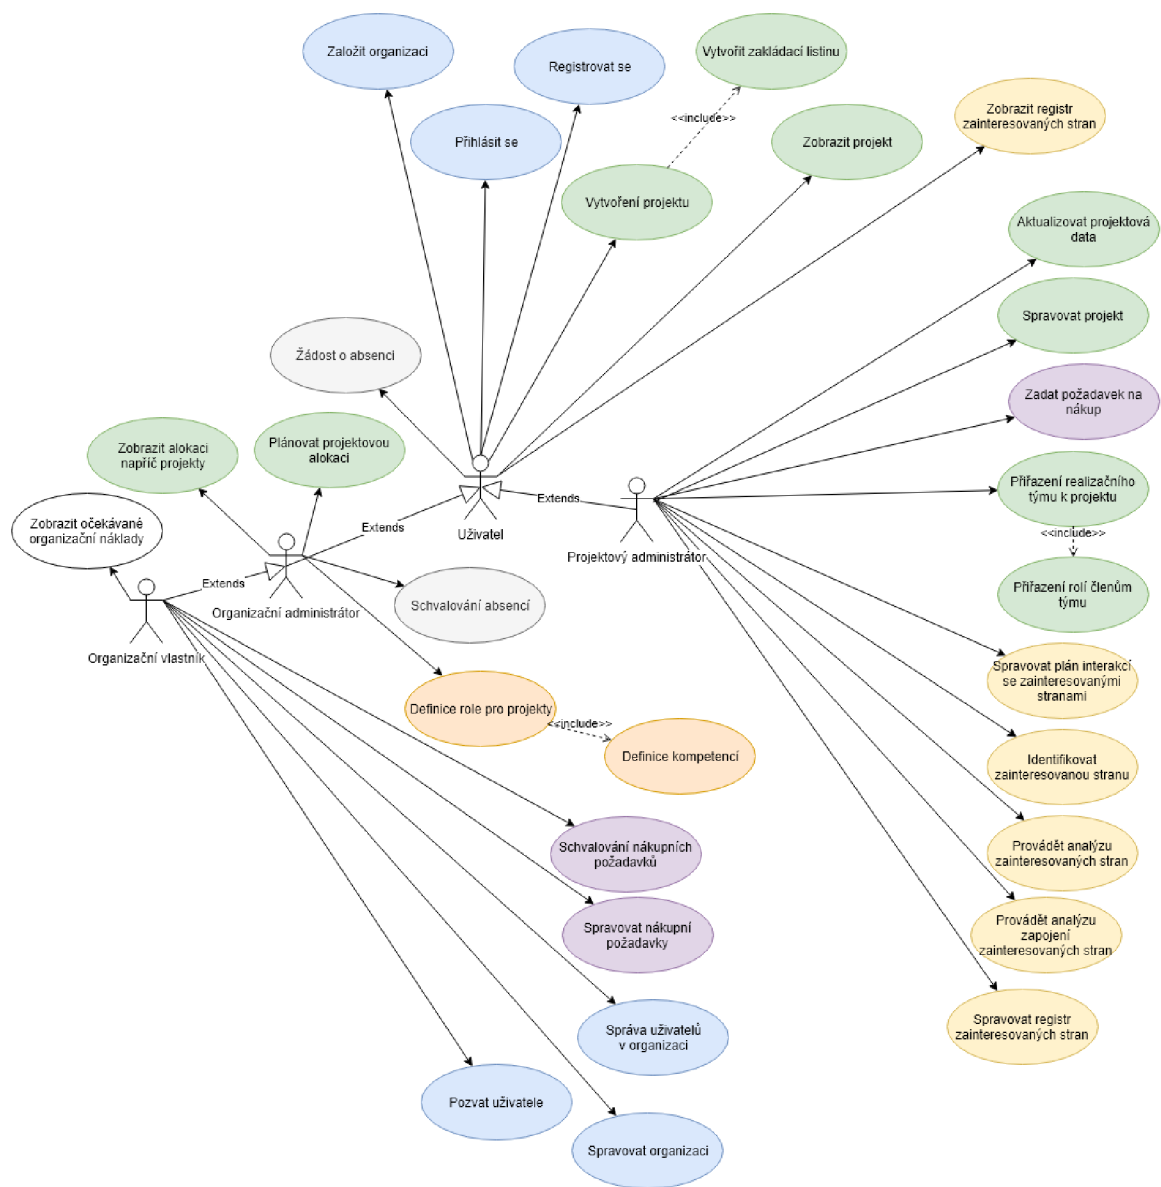 Založit organizaci
Registrovat se
Vytvořit zakládací listinu
Přihlásit se
<<include>>
Zobrazit projekt
Zobrazit registr
zainteresovaných stran
Vytvoření projektu
Aktualizovat projektová
data
Spravovat projekt
Žádost o absenci
Zadat požadavek na
nákup
Zobrazit alokaci
napříč projekty
Plánovat projektovou
alokaci
Přiřazení realizačního
týmu k projektu
Extends
Uživatel
Extends
Projektový administrátor
<<include>>
Zobrazit očekávané
organizační náklady
Extends
Organizační administrátor
Schvalování absencí
Přiřazení rolí členům
týmu
Organizační vlastník
Spravovat plán interakcí
se zainteresovanými
stranami
Definice role pro projekty
<<include>>
Definice kompetencí
Identifikovat
zainteresovanou stranu
Schvalování nákupních
požadavků
Provádět analýzu
zainteresovaných stran
Spravovat nákupní
požadavky
Provádět analýzu
zapojení
zainteresovaných stran
Správa uživatelů
v organizaci
Spravovat registr
zainteresovaných stran
Pozvat uživatele
Spravovat organizaci